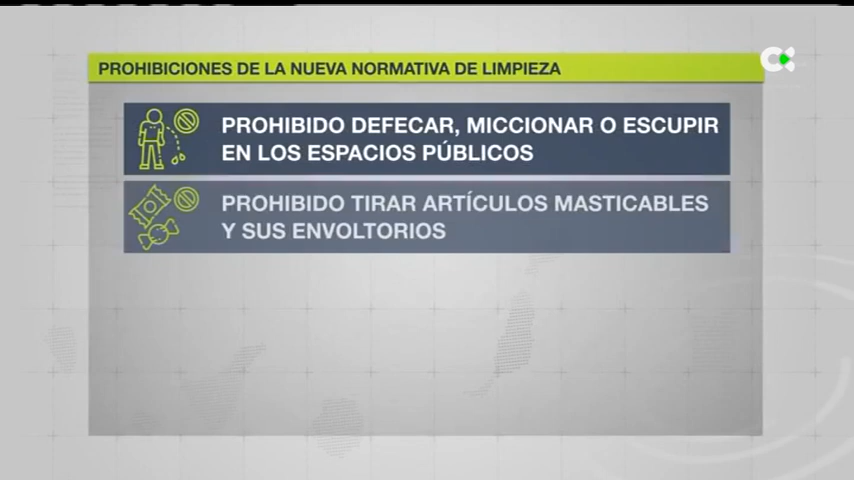 PROHIBICIONES DE LA NUEVA NORMATIVA DE LIMPIEZA
PROHIBIDO DEFECAR, MICCIONAR O ESCUPIR
EN LOS ESPACIOS PÚBLICOS
PROHIBIDO TIRAR ARTÍCULOS MASTICABLES
Y SUS ENVOLTORIOS